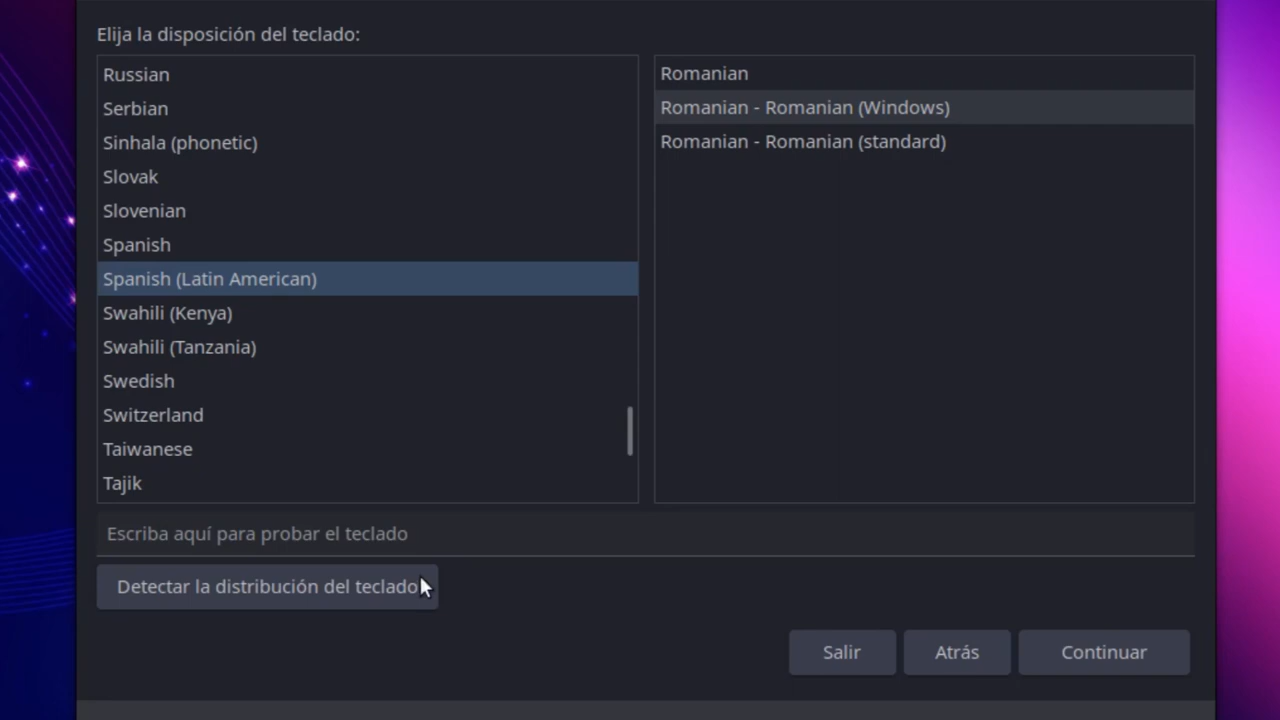 Elija la disposición del teclado:
Russian
Serbian
Sinhala (phonetic)
Slovak
Slovenian
Spanish
Spanish (Latin American)
Swahili (Kenya)
Swahili (Tanzania)
Swedish
Switzerland
Taiwanese
Tajik
Romanian
Romanian - Romanian (Windows)
Romanian - Romanian (standard)
Escriba aquí para probar el teclado
Detectar la distribución del teclado
Salir
Atrás
Continuar